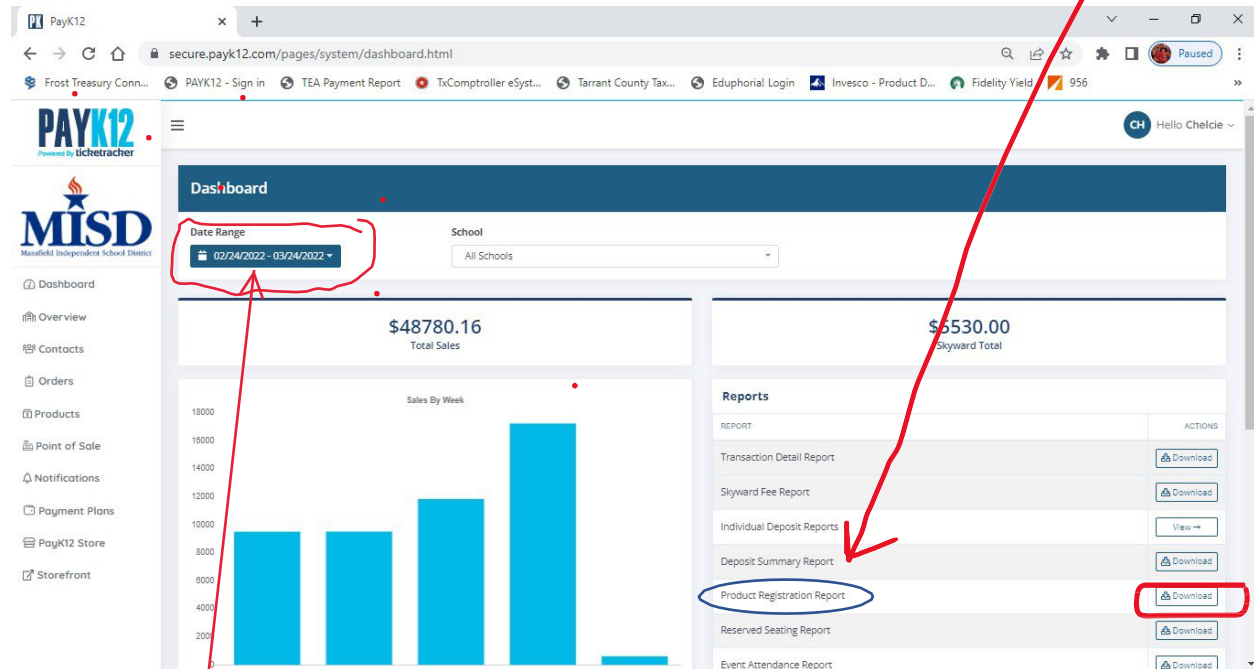 PayK12
secure.payk12.com/pages/system/dashboard.html
Paused
Frost Treasury Conn... PAYK12 - Sign in TEA Payment Report TxComptroller eSyst... Tarrant County Tax... Eduphoria! Login Invesco - Product D... Fidelity Yield 956 »
PAYK12
Powered By ticketracker
CH Hello Chelcie
MISD
Mansfield Independent School District
Dashboard
Overview
Contacts
Orders
Products
Point of Sale
Notifications
Payment Plans
PayK12 Store
Storefront
Dashboard
Date Range
02/24/2022 - 03/24/2022
School
All Schools
$48780.16
Total Sales
530.00
Skyward Total
Sales By Week
18000
16000
14000
12000
10000
8000
6000
4000
2000
0
Reports
REPORT ACTIONS
Transaction Detail Report Download
Skyward Fee Report Download
Individual Deposit Reports View →
Deposit Summary Report Download
Product Registration Report Download
Reserved Seating Report Download
Event Attendance Report Download